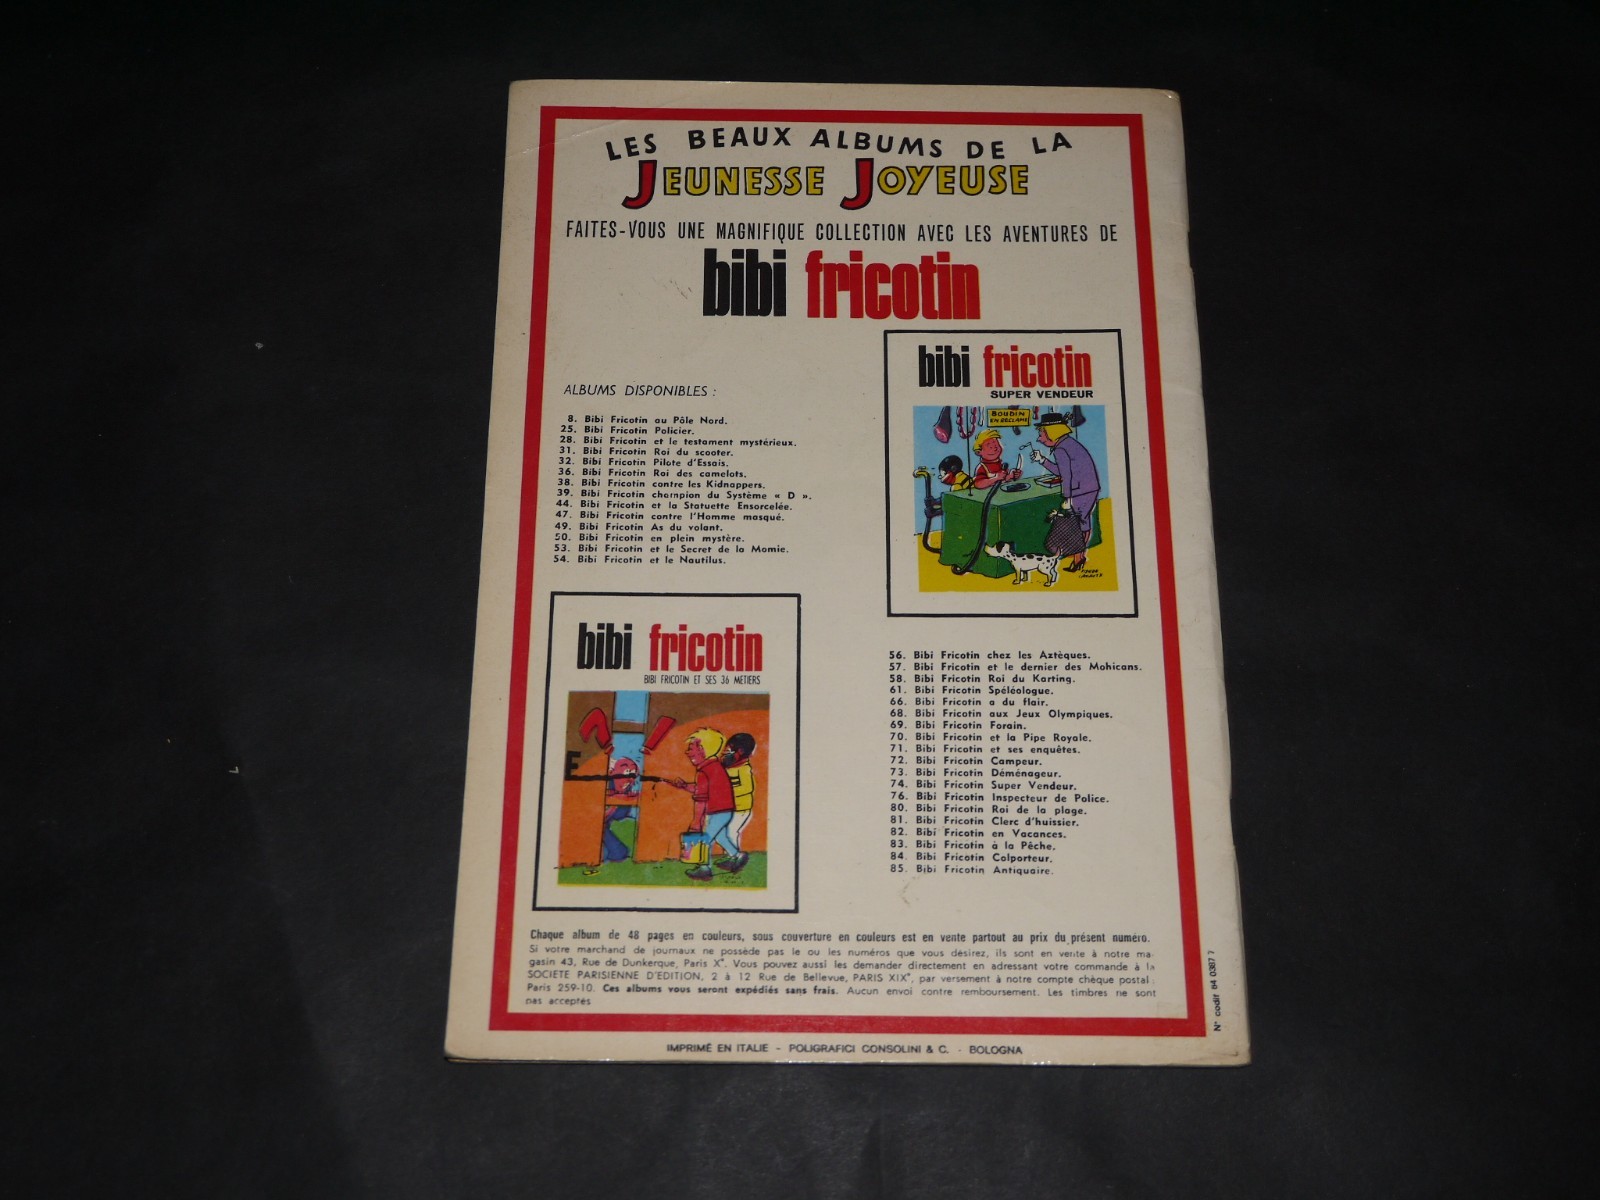 LES BEAUX ALBUMS DE LA
JEUNESSE JOYEUSE
FAITES-VOUS UNE MAGNIFIQUE COLLECTION AVEC LES AVENTURES DE
bibi fricotin
ALBUMS DISPONIBLES :
8. Bibi Fricotin au Pôle Nord.
25. Bibi Fricotin Policier.
28. Bibi Fricotin et le testament mystérieux.
31. Bibi Fricotin Roi du scooter.
32. Bibi Fricotin Pilote d'Essais.
36. Bibi Fricotin Roi des camelots.
38. Bibi Fricotin contre les Kidnappers.
39. Bibi Fricotin champion du Système « D ».
44. Bibi Fricotin et la Statuette Ensorcelée.
47. Bibi Fricotin contre l'Homme masqué.
49. Bibi Fricotin As du volant.
50. Bibi Fricotin en plein mystère.
53. Bibi Fricotin et le Secret de la Momie.
54. Bibi Fricotin et le Nautilus.
bibi fricotin
SUPER VENDEUR
BOUDIN
EN RECLAME
bibi fricotin
BIBI FRICOTIN ET SES 36 METIERS
E
56. Bibi Fricotin chez les Aztèques.
57. Bibi Fricotin et le dernier des Mohicans.
58. Bibi Fricotin Roi du Karting.
61. Bibi Fricotin Spéléologue.
66. Bibi Fricotin a du flair.
68. Bibi Fricotin aux Jeux Olympiques.
69. Bibi Fricotin Forain.
70. Bibi Fricotin et la Pipe Royale.
71. Bibi Fricotin et ses enquêtes.
72. Bibi Fricotin Campeur.
73. Bibi Fricotin Déménageur.
74. Bibi Fricotin Super Vendeur.
76. Bibi Fricotin Inspecteur de Police.
80. Bibi Fricotin Roi de la plage.
81. Bibi Fricotin Clerc d'huissier.
82. Bibi Fricotin en Vacances.
83. Bibi Fricotin à la Pêche.
84. Bibi Fricotin Colporteur.
85. Bibi Fricotin Antiquaire.
Chaque album de 48 pages en couleurs, sous couverture en couleurs est en vente partout au prix du présent numéro.
Si votre marchand de journaux ne possède pas le ou les numéros que vous désirez, ils sont en vente à notre ma-
gasin 43, Rue de Dunkerque, Paris X°. Vous pouvez aussi les demander directement en adressant votre commande à la
SOCIETE PARISIENNE D'EDITION, 2 à 12 Rue de Bellevue, PARIS XIX°, par versement à notre compte chèque postal :
Paris 259-10. Ces albums vous seront expédiés sans frais. Aucun envoi contre remboursement. Les timbres ne sont
pas acceptés
IMPRIMÉ EN ITALIE - POLIGRAFICI CONSOLINI & C. - BOLOGNA
N° codif 84 0387 7